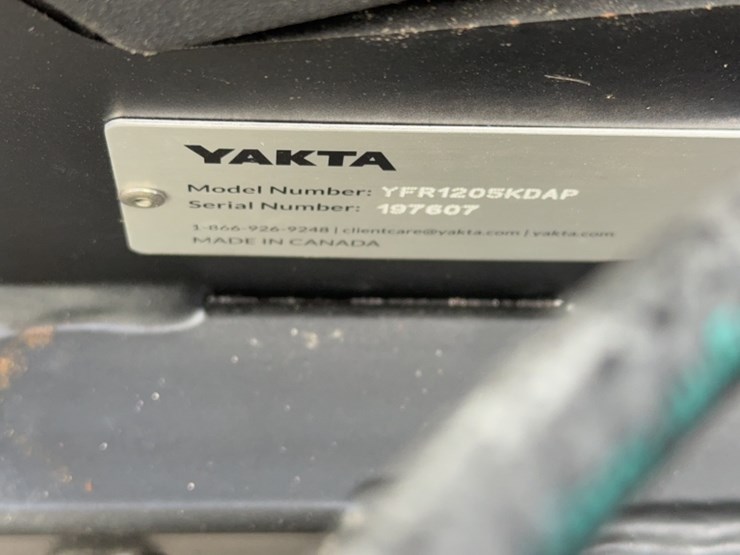 YAKTA
Model Number: YFR1205KDAP
Serial Number: 197607
1-866-926-9248 | clientcare@yakta.com | yakta.com
MADE IN CANADA